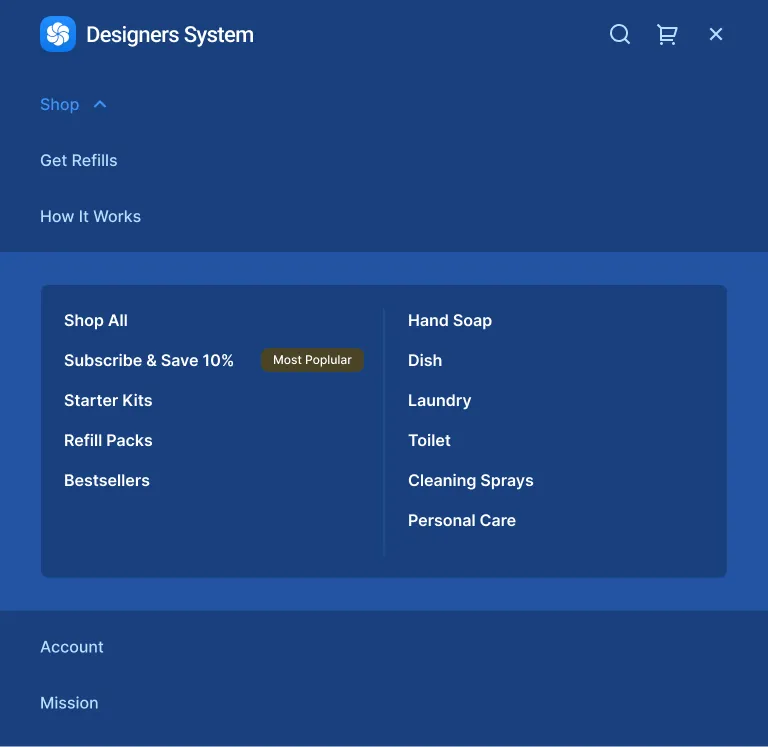 Designers System
Shop
Get Refills
How It Works
Shop All
Subscribe & Save 10%
Most Poplular
Starter Kits
Refill Packs
Bestsellers
Hand Soap
Dish
Laundry
Toilet
Cleaning Sprays
Personal Care
Account
Mission